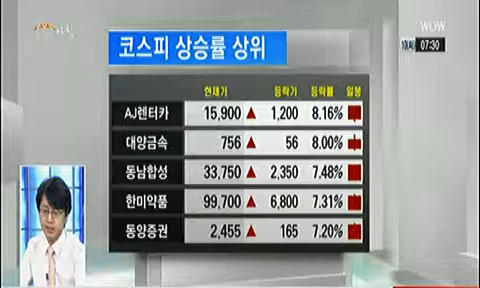 WOW
07:30
코스피 상승률 상위
현재가 등락가 등락률 일봉
AJ렌터카 15,900 ▲ 1,200 8.16%
대양금속 756 ▲ 56 8.00%
동남합성 33,750 ▲ 2,350 7.48%
한미약품 99,700 ▲ 6,800 7.31%
동양증권 2,455 ▲ 165 7.20%